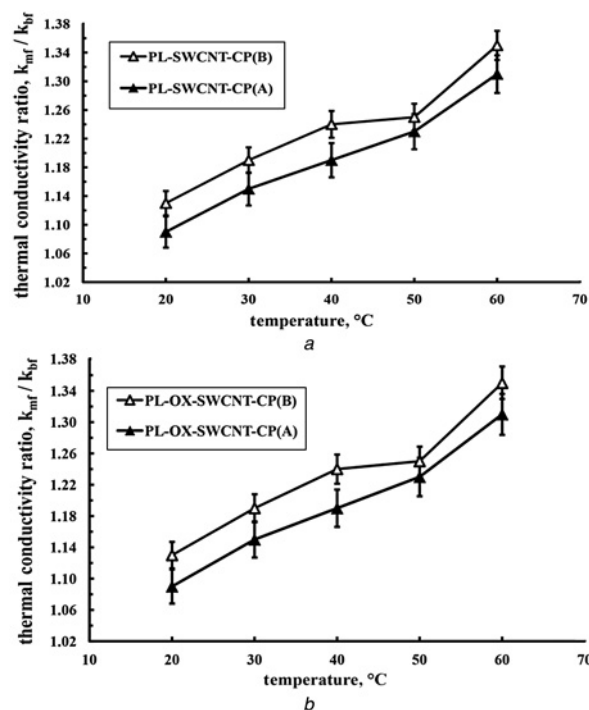 thermal conductivity ratio, kmf / kbf
1.38
1.34
1.30
1.26
1.22
1.18
1.14
1.10
1.06
1.02
PL-SWCNT-CP(B)
PL-SWCNT-CP(A)
10 20 30 40 50 60 70
temperature, °C
a
thermal conductivity ratio, kmf / kbf
1.38
1.34
1.30
1.26
1.22
1.18
1.14
1.10
1.06
1.02
PL-OX-SWCNT-CP(B)
PL-OX-SWCNT-CP(A)
10 20 30 40 50 60 70
temperature, °C
b